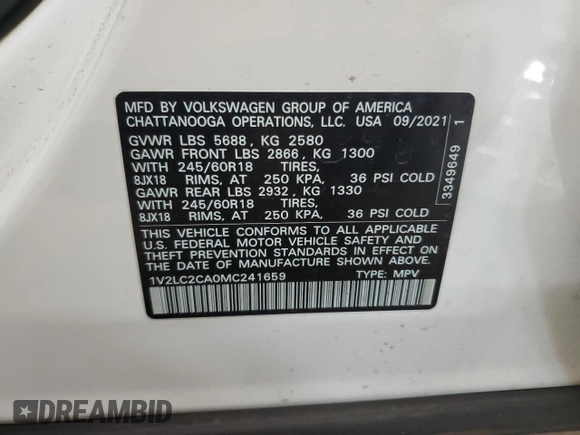 MFD BY VOLKSWAGEN GROUP OF AMERICA
CHATTANOOGA OPERATIONS, LLC. USA 09/2021
GVWR LBS 5688, KG 2580
GAWR FRONT LBS 2866, KG 1300
WITH 245/60R18 TIRES,
8JX18 RIMS, AT 250 KPA, 36 PSI COLD
GAWR REAR LBS 2932, KG 1330
WITH 245/60R18 TIRES,
8JX18 RIMS, AT 250 KPA, 36 PSI COLD
THIS VEHICLE CONFORMS TO ALL APPLICABLE
U.S. FEDERAL MOTOR VEHICLE SAFETY AND
THEFT PREVENTION STANDARDS IN EFFECT ON
THE DATE OF MANUFACTURE SHOWN ABOVE.
1V2LC2CA0MC241659 TYPE: MPV
3349649 1
DREAMBID